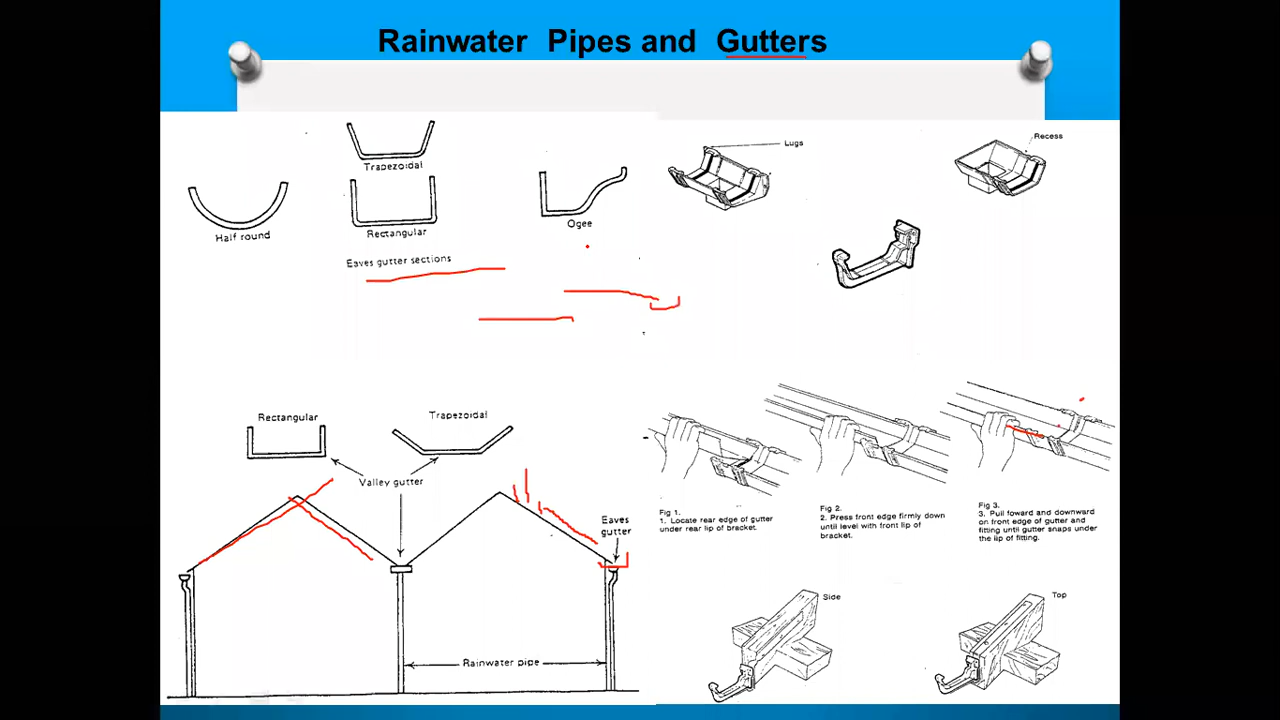 Rainwater Pipes and Gutters
Trapezoidal
Half round
Rectangular
Ogee
Eaves gutter sections
Lugs
Recess
Rectangular
Trapezoidal
Valley gutter
Eaves
gutter
Rainwater pipe
Fig 1.
1. Locate rear edge of gutter
under rear lip of bracket.
Fig 2.
2. Press front edge firmly down
until level with front lip of
bracket.
Fig 3.
3. Pull foward and downward
on front edge of gutter and
fitting until gutter snaps under
the lip of fitting.
Side
Top